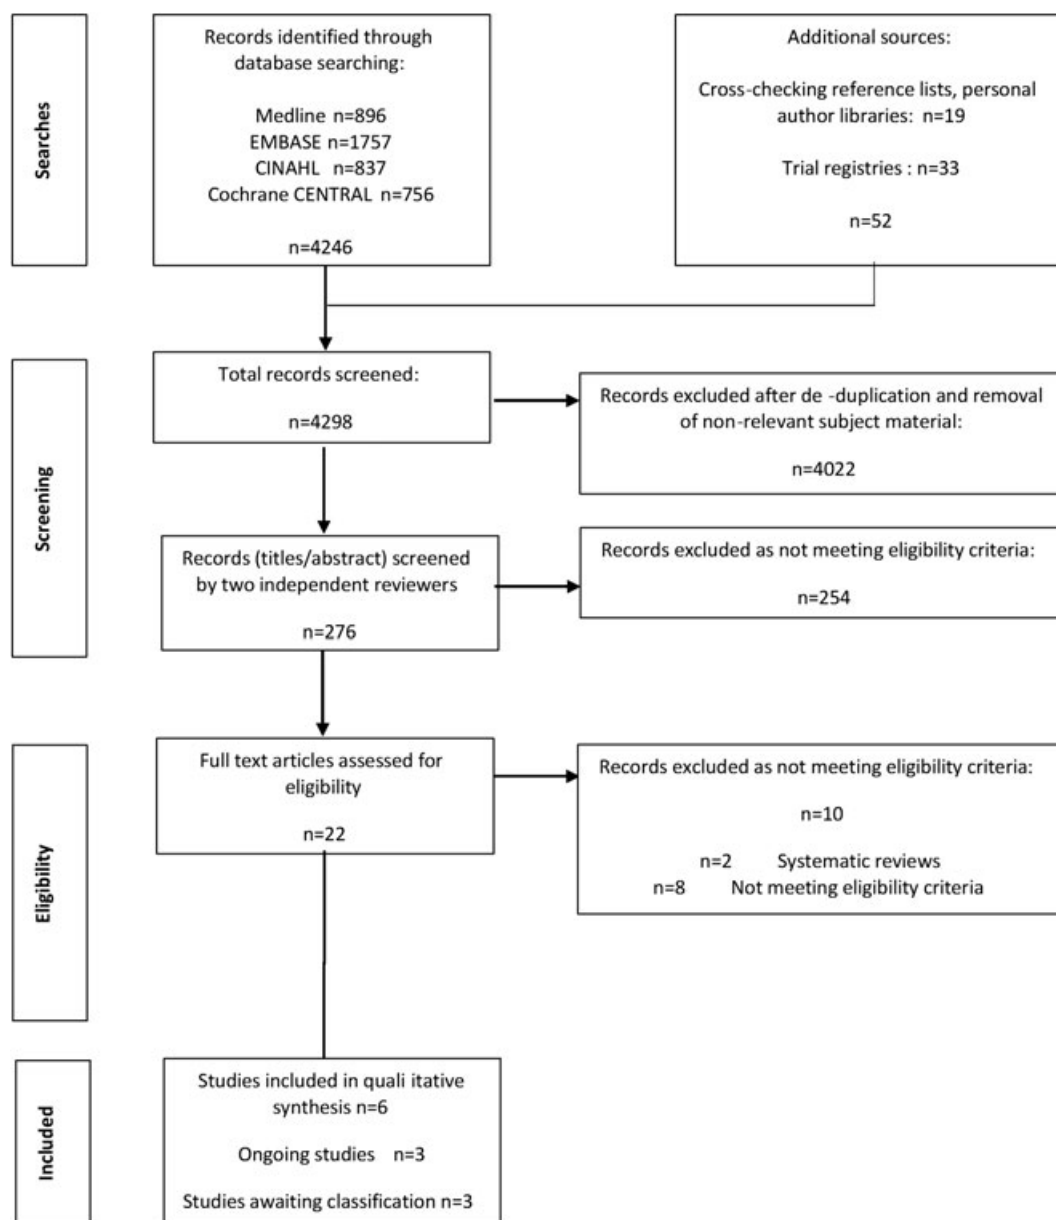 Searches
Records identified through
database searching:
Medline n=896
EMBASE n=1757
CINAHL n=837
Cochrane CENTRAL n=756
n=4246
Additional sources:
Cross-checking reference lists, personal
author libraries: n=19
Trial registries : n=33
n=52
Screening
Total records screened:
n=4298
Records excluded after de -duplication and removal
of non-relevant subject material:
n=4022
Records (titles/abstract) screened
by two independent reviewers
n=276
Records excluded as not meeting eligibility criteria:
n=254
Eligibility
Full text articles assessed for
eligibility
n=22
Records excluded as not meeting eligibility criteria:
n=10
n=2 Systematic reviews
n=8 Not meeting eligibility criteria
Included
Studies included in quali itative
synthesis n=6
Ongoing studies n=3
Studies awaiting classification n=3